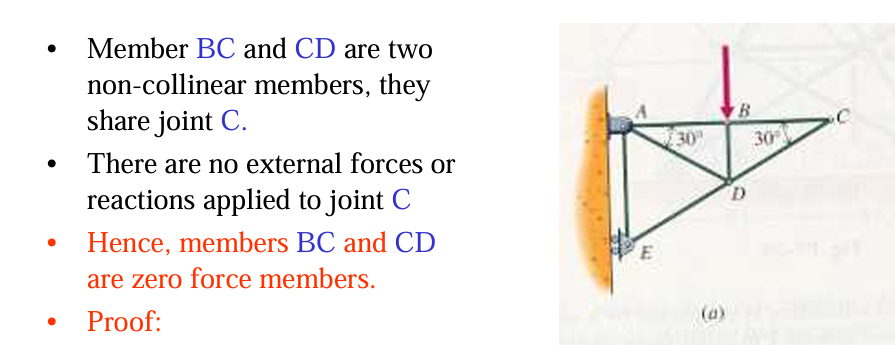 • Member BC and CD are two
non-collinear members, they
share joint C.
• There are no external forces or
reactions applied to joint C
• Hence, members BC and CD
are zero force members.
• Proof:
A
B
C
30°
30°
D
E
(a)